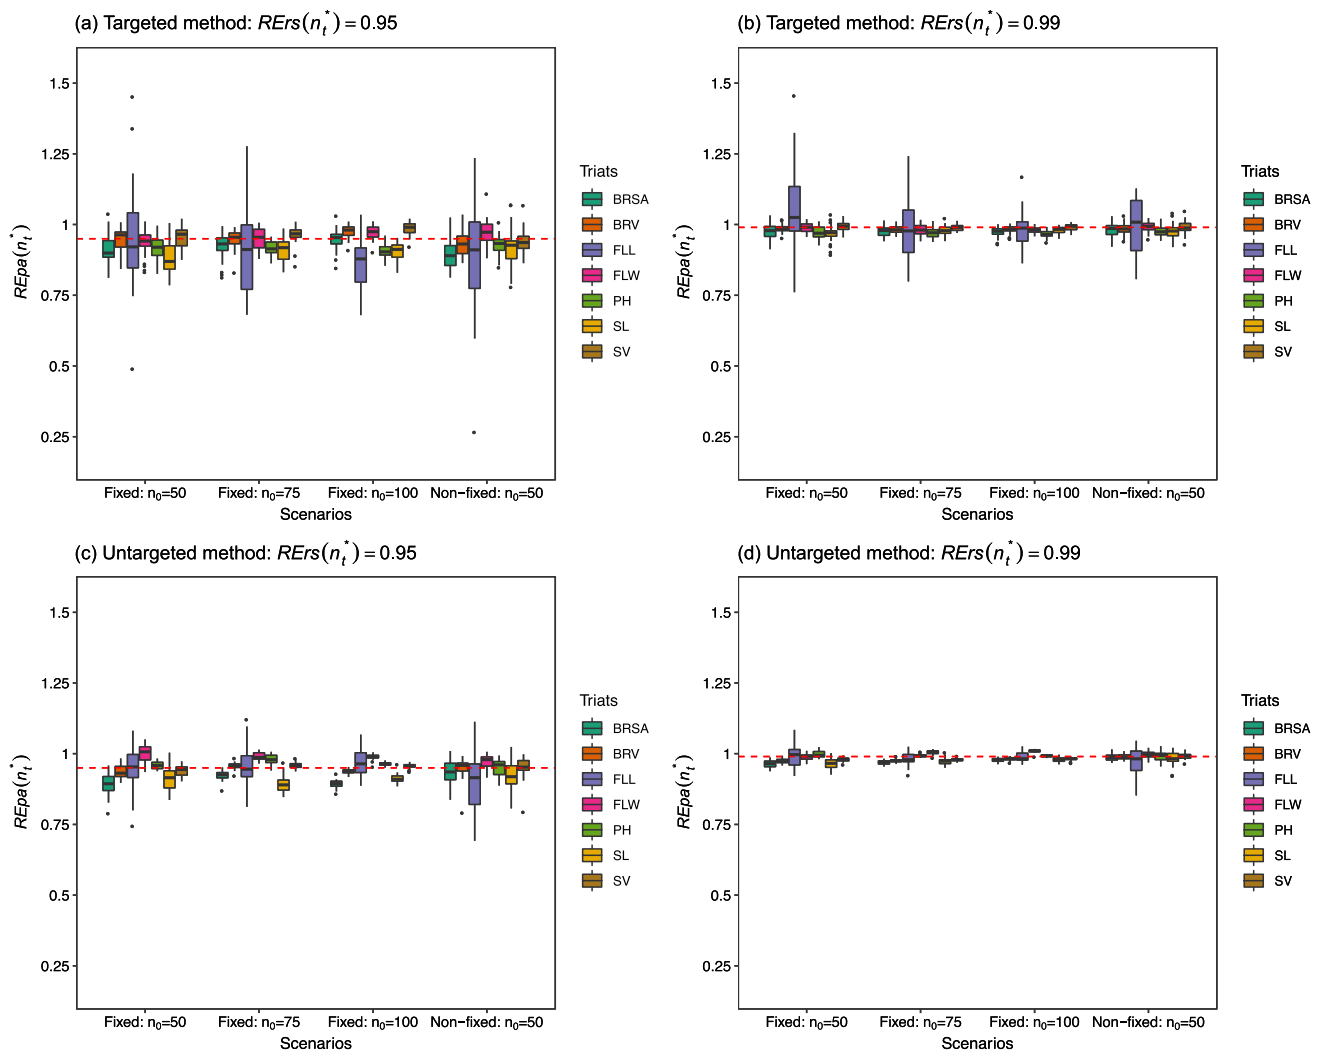 (a) Targeted method: RErs(n*t) = 0.95
1.5
1.25
1
0.75
0.5
0.25
REpa(n*t)
Fixed: n0=50 Fixed: n0=75 Fixed: n0=100 Non-fixed: n0=50
Scenarios
Triats
BRSA
BRV
FLL
FLW
PH
SL
SV
(b) Targeted method: RErs(n*t) = 0.99
1.5
1.25
1
0.75
0.5
0.25
REpa(n*t)
Fixed: n0=50 Fixed: n0=75 Fixed: n0=100 Non-fixed: n0=50
Scenarios
Triats
BRSA
BRV
FLL
FLW
PH
SL
SV
(c) Untargeted method: RErs(n*t) = 0.95
1.5
1.25
1
0.75
0.5
0.25
REpa(n*t)
Fixed: n0=50 Fixed: n0=75 Fixed: n0=100 Non-fixed: n0=50
Scenarios
Triats
BRSA
BRV
FLL
FLW
PH
SL
SV
(d) Untargeted method: RErs(n*t) = 0.99
1.5
1.25
1
0.75
0.5
0.25
REpa(n*t)
Fixed: n0=50 Fixed: n0=75 Fixed: n0=100 Non-fixed: n0=50
Scenarios
Triats
BRSA
BRV
FLL
FLW
PH
SL
SV